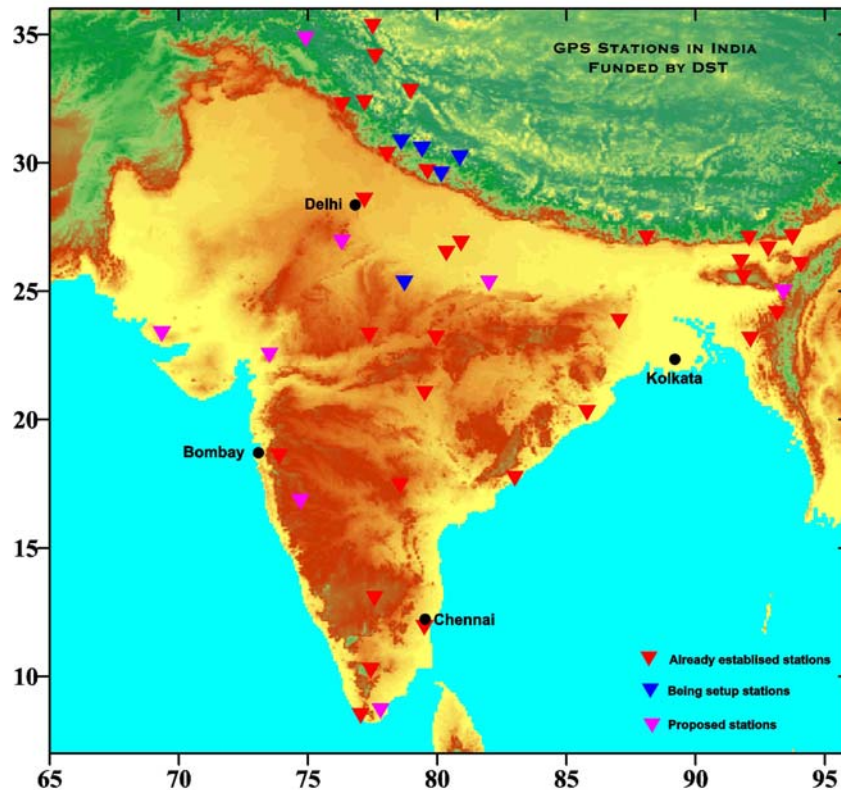 GPS STATIONS IN INDIA
FUNDED BY DST
35
30
25
20
15
10
Delhi
Kolkata
Bombay
Chennai
Already establised stations
Being setup stations
Proposed stations
65 70 75 80 85 90 95